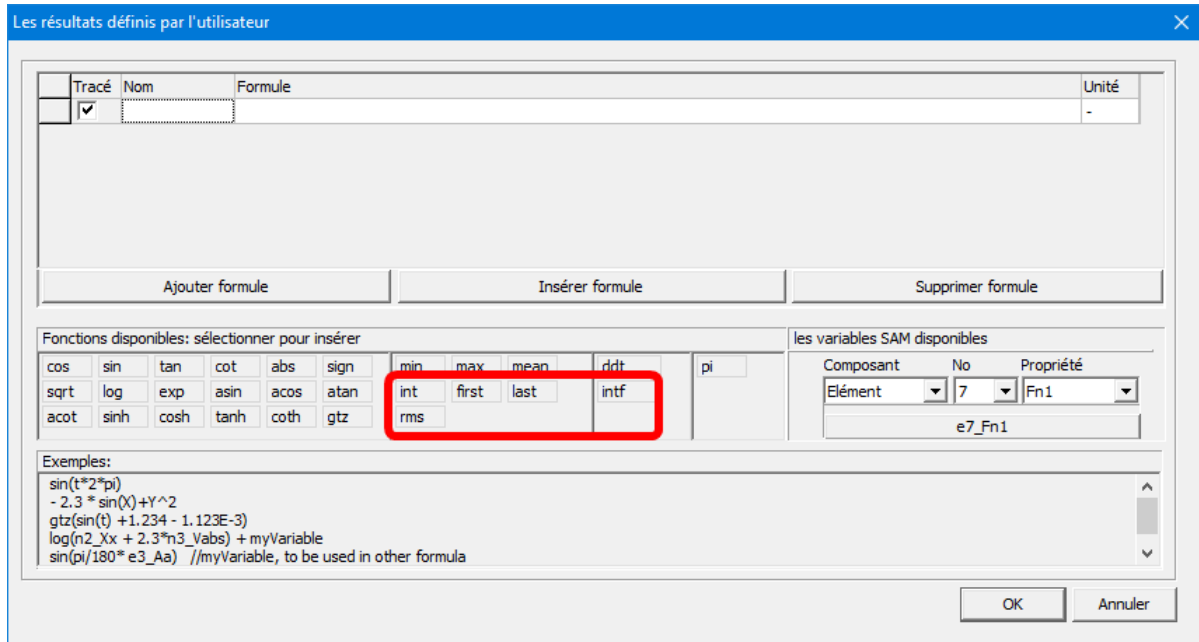 Les résultats définis par l'utilisateur
Tracé Nom Formule Unité
-
Ajouter formule Insérer formule Supprimer formule
Fonctions disponibles: sélectionner pour insérer les variables SAM disponibles
cos sin tan cot abs sign min max mean ddt pi Composant No Propriété
sqrt log exp asin acos atan int first last intf Elément 7 Fn1
acot sinh cosh tanh coth gtz rms e7_Fn1
Exemples:
sin(t*2*pi)
- 2.3 * sin(X)+Y^2
gtz(sin(t) +1.234 - 1.123E-3)
log(n2_Xx + 2.3*n3_Vabs) + myVariable
sin(pi/180* e3_Aa) //myVariable, to be used in other formula
OK Annuler